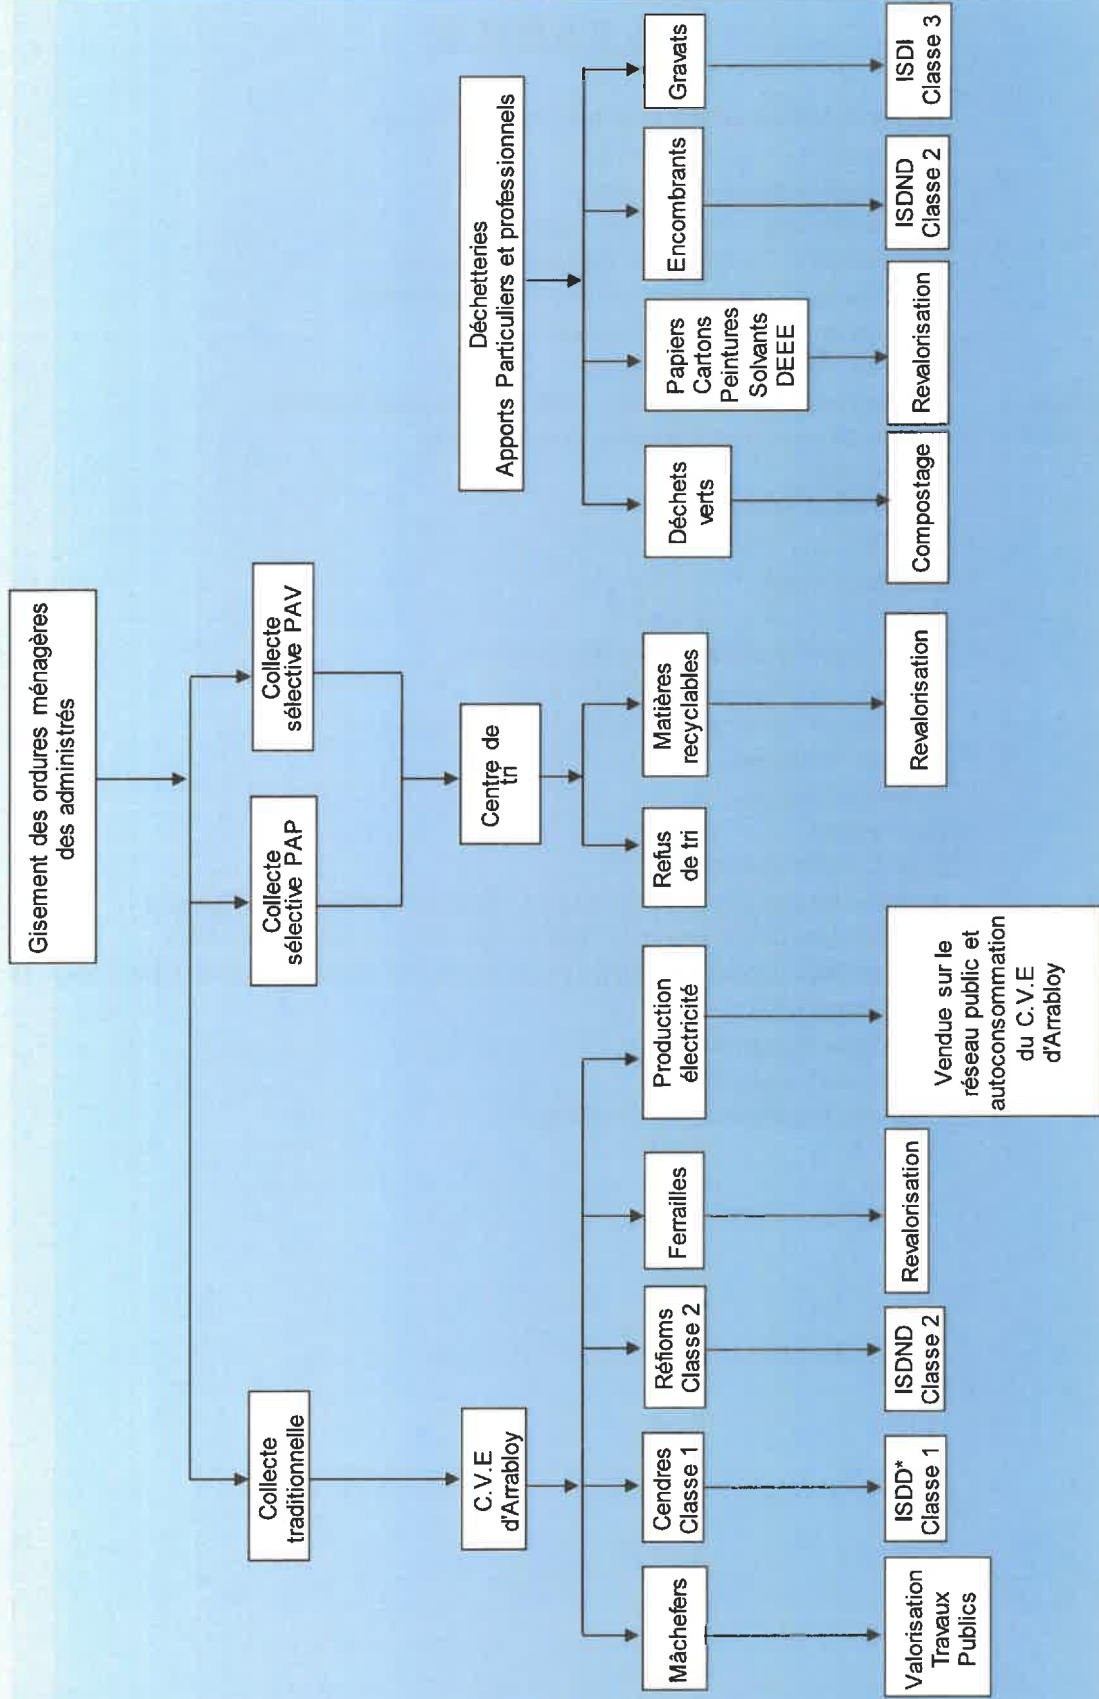 Gisement des ordures ménagères
des administrés
Collecte
traditionnelle
Collecte
sélective PAP
Collecte
sélective PAV
C.V.E
d'Arrabloy
Centre de
tri
Déchetteries
Apports Particuliers et professionnels
Mâchefers
Cendres
Classe 1
Réfioms
Classe 2
Ferrailles
Production
électricité
Refus
de tri
Matières
recyclables
Déchets
verts
Papiers
Cartons
Peintures
Solvants
DEEE
Encombrants
Gravats
Valorisation
Travaux
Publics
ISDD*
Classe 1
ISDND
Classe 2
Revalorisation
Vendue sur le
réseau public et
autoconsommation
du C.V.E
d'Arrabloy
Revalorisation
Compostage
Revalorisation
ISDND
Classe 2
ISDI
Classe 3